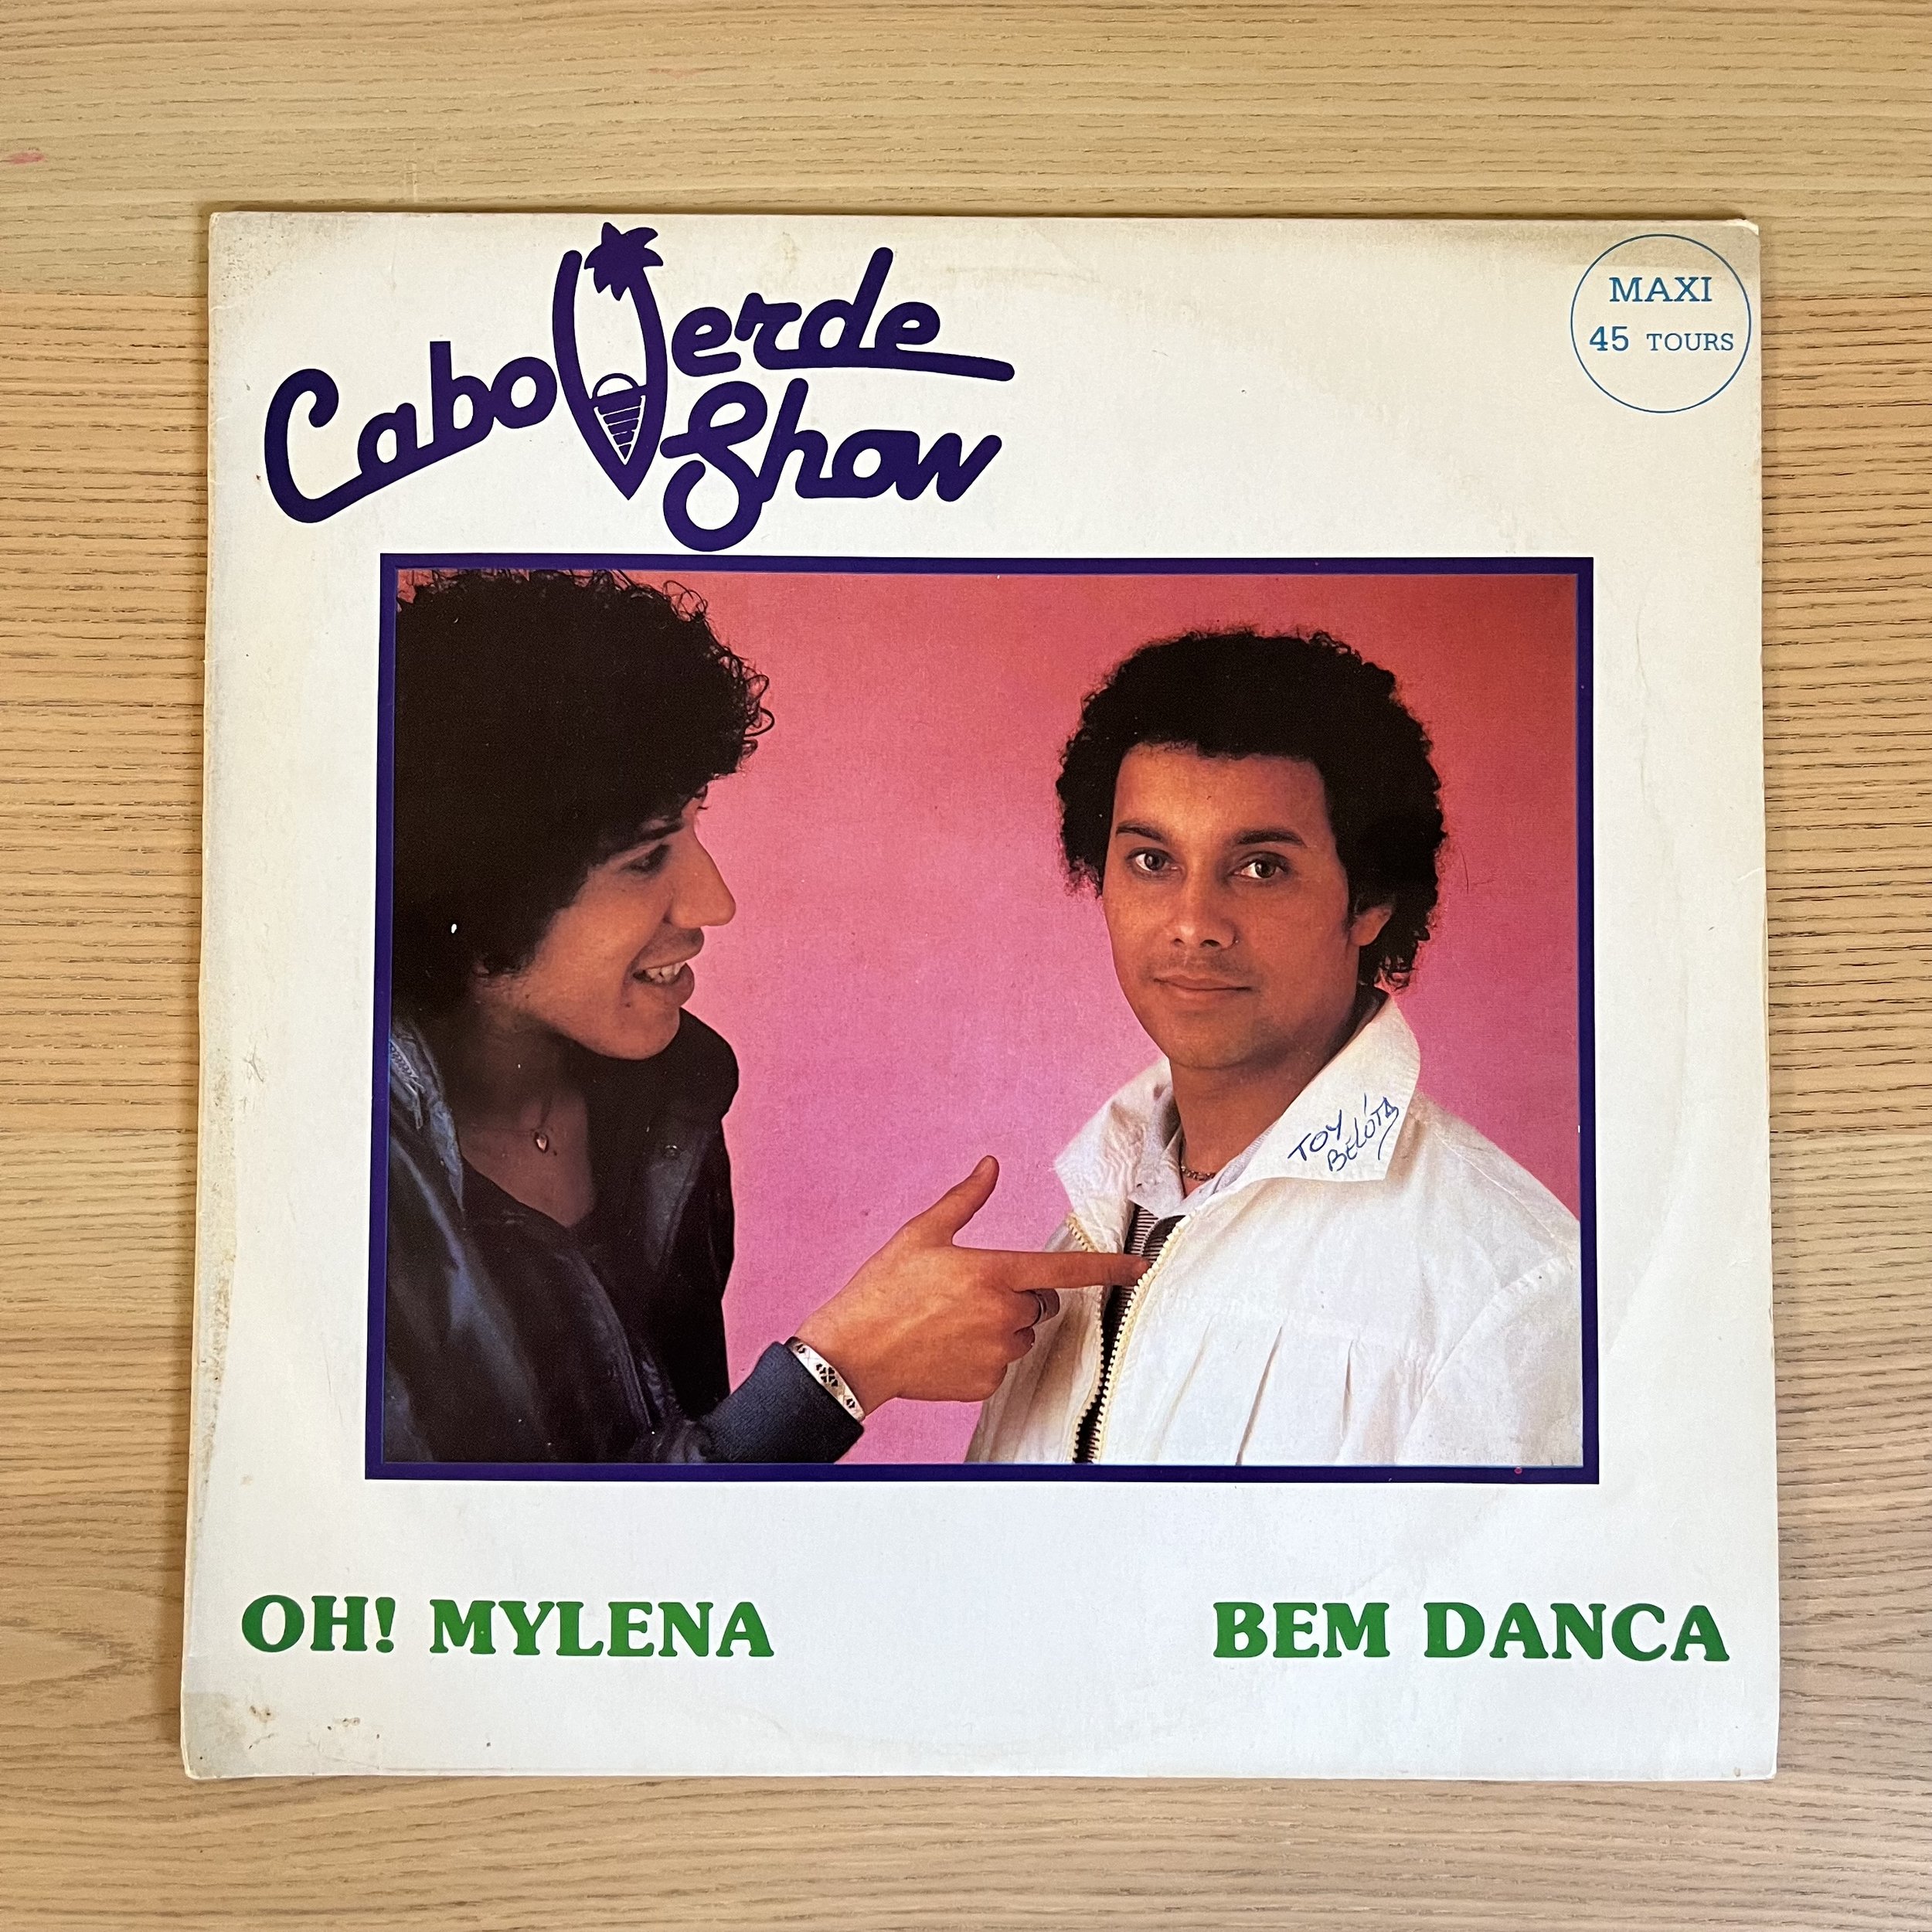 Cabo Verde
Show
MAXI
45 TOURS
TOY
BELÓTA
OH! MYLENA
BEM DANCA